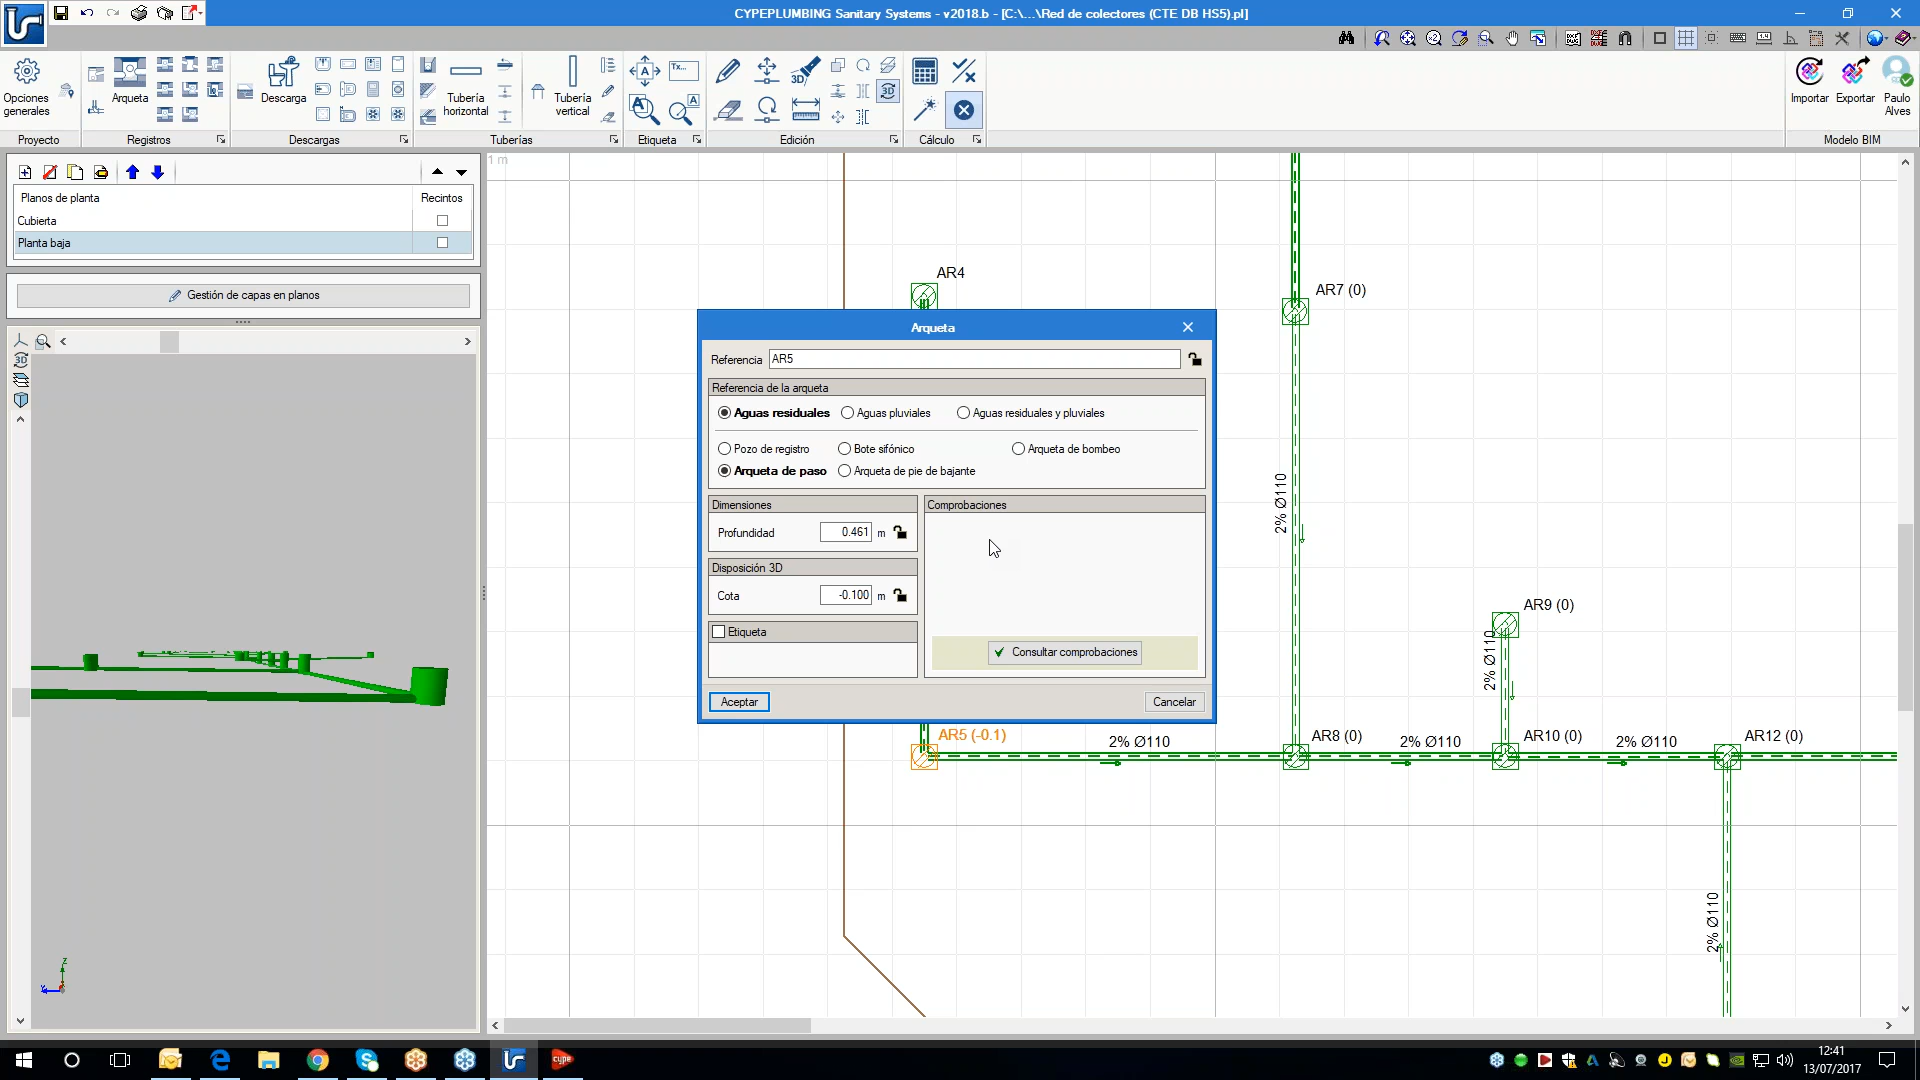 CYPEPLUMBING Sanitary Systems - v2018.b - [C:\...\Red de colectores (CTE DB HS5).pl]
Opciones generales
Arqueta
Descarga
Tubería horizontal
Tubería vertical
Tx...
3D
3D
Importar
Exportar
Paulo Alves
Proyecto
Registros
Descargas
Tuberías
Etiqueta
Edición
Cálculo
Modelo BIM
Planos de planta
Recintos
Cubierta
Planta baja
Gestión de capas en planos
3D
1 m
AR4
AR7 (0)
2% Ø110
AR9 (0)
2% Ø110
AR5 (-0.1)
2% Ø110
AR8 (0)
2% Ø110
AR10 (0)
2% Ø110
AR12 (0)
2% Ø110
Arqueta
Referencia
AR5
Referencia de la arqueta
Aguas residuales
Aguas pluviales
Aguas residuales y pluviales
Pozo de registro
Bote sifónico
Arqueta de bombeo
Arqueta de paso
Arqueta de pie de bajante
Dimensiones
Profundidad
0.461 m
Disposición 3D
Cota
-0.100 m
Etiqueta
Comprobaciones
Consultar comprobaciones
Aceptar
Cancelar
z
cype
12:41
13/07/2017